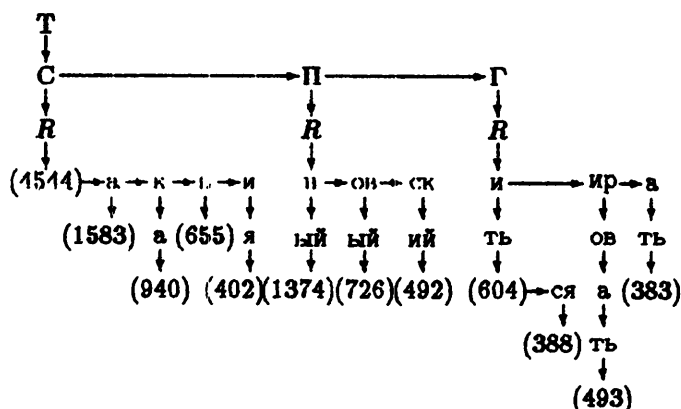 Т
С П Г
R R R
(4544) а к и н ов ск и ир а
(1583) а (655) я ый ый ий ть ов ть
(940) (402) (1374) (726) (492) (604) ся а (383)
(388) ть
(493)